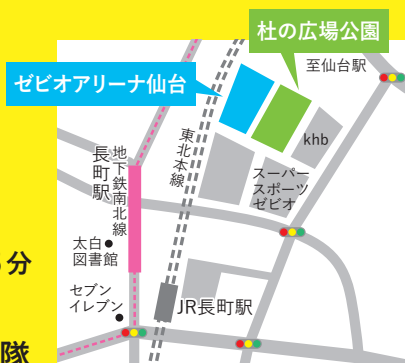 杜の広場公園
至仙台駅
ゼビオアリーナ仙台
khb
東北本線
スーパー
スポーツ
ゼビオ
地下鉄南北線
長町駅
太白
図書館
分
セブン
イレブン
JR長町駅
隊